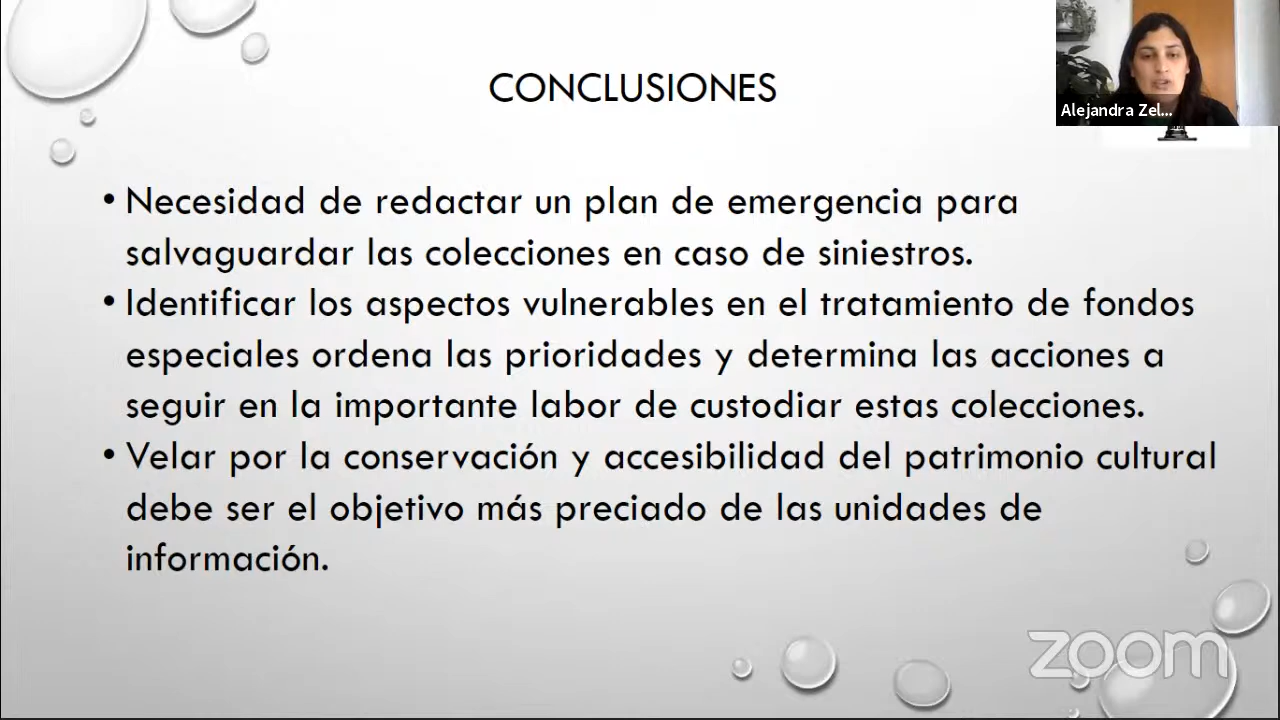 CONCLUSIONES
Alejandra Zel...
• Necesidad de redactar un plan de emergencia para
salvaguardar las colecciones en caso de siniestros.
• Identificar los aspectos vulnerables en el tratamiento de fondos
especiales ordena las prioridades y determina las acciones a
seguir en la importante labor de custodiar estas colecciones.
• Velar por la conservación y accesibilidad del patrimonio cultural
debe ser el objetivo más preciado de las unidades de
información.
zoom